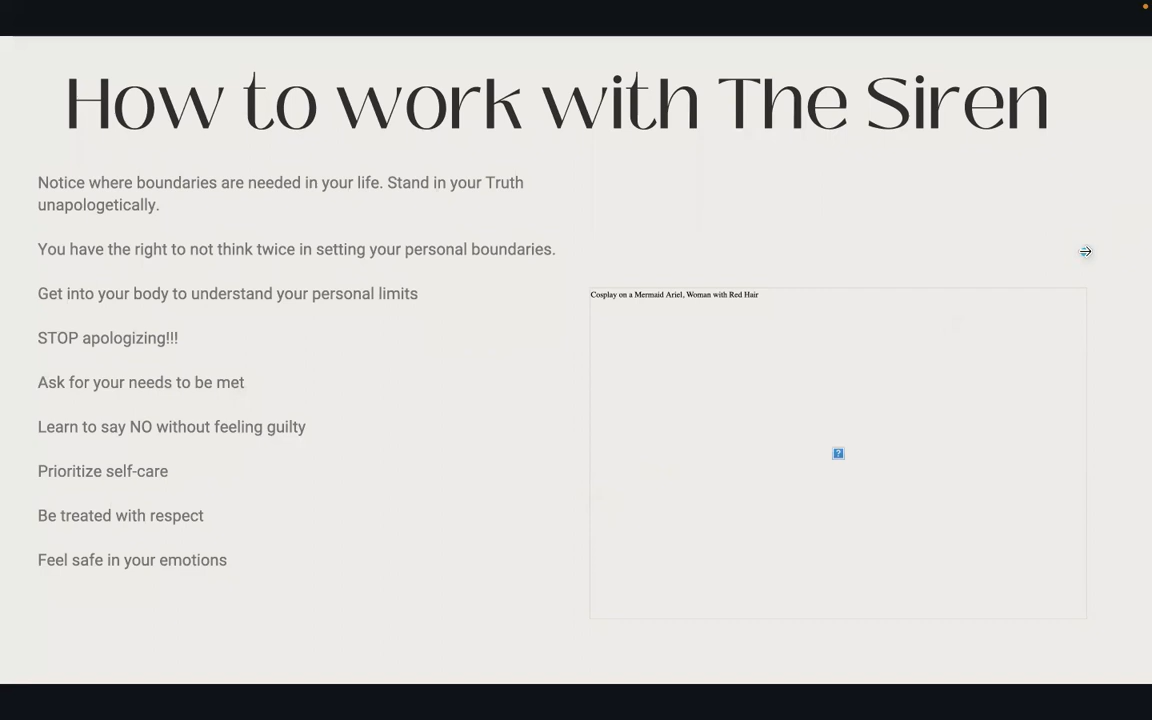 How to work with The Siren
Notice where boundaries are needed in your life. Stand in your Truth
unapologetically.
You have the right to not think twice in setting your personal boundaries.
Get into your body to understand your personal limits
Cosplay on a Mermaid Ariel, Woman with Red Hair
STOP apologizing!!!
Ask for your needs to be met
Learn to say NO without feeling guilty
Prioritize self-care
Be treated with respect
Feel safe in your emotions